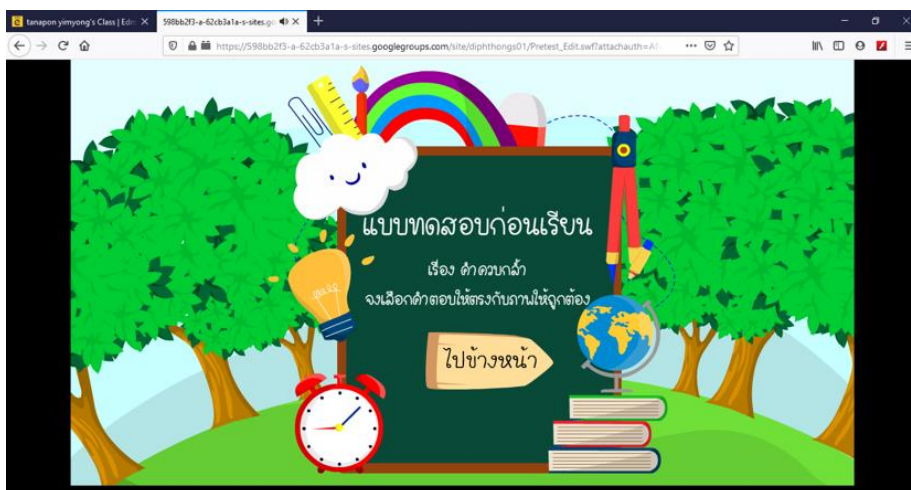 tanapon yimyong's Class | Edm
598bb2f3-a-62cb3a1a-s-sites.go
https://598bb2f3-a-62cb3a1a-s-sites.googlegroups.com/site/diphthongs01/Pretest_Edit.swf?attachauth=A
แบบทดสอบก่อนเรียน
เรื่อง คำควบกล้ำ
จงเลือกคำตอบให้ตรงกับภาพให้ถูกต้อง
ไปข้างหน้า